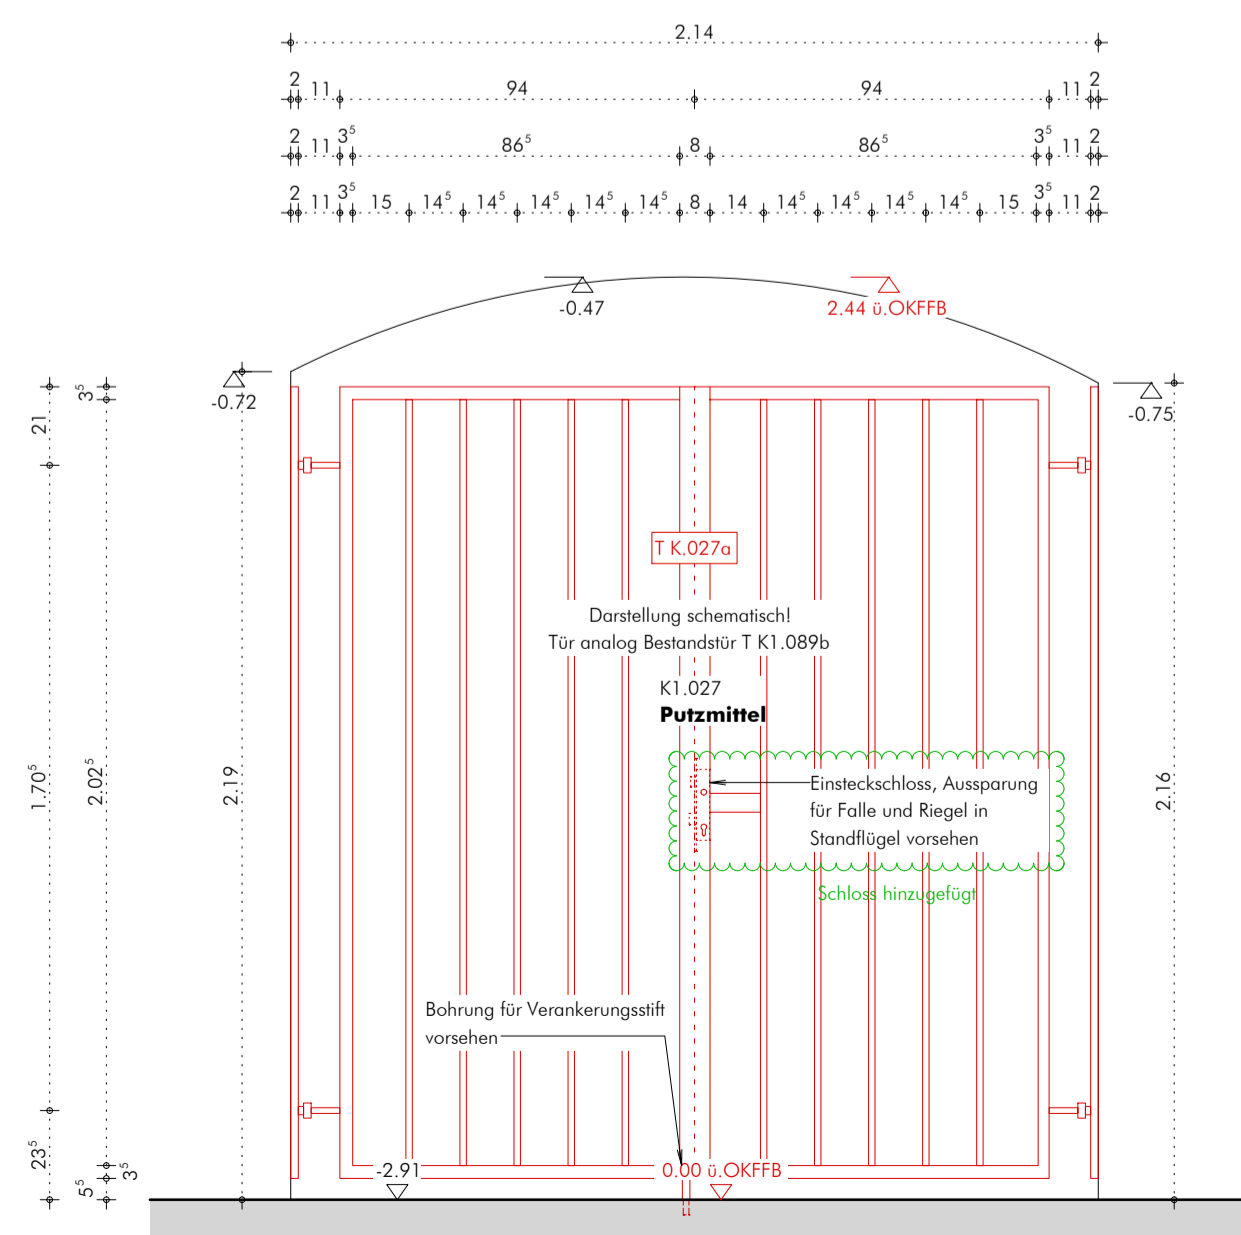 2.14
2 11 94 94 11 2
2 11 3⁵ 86⁵ 8 86⁵ 3⁵ 11 2
2 11 3⁵ 15 14⁵ 14⁵ 14⁵ 14⁵ 14⁵ 8 14 14⁵ 14⁵ 14⁵ 14⁵ 15 3⁵ 11 2
-0.47
2.44 ü.OKFFB
-0.72
-0.75
3⁵
21
T K.027a
Darstellung schematisch!
Tür analog Bestandstür T K1.089b
K1.027
Putzmittel
1.70⁵
2.02⁵
2.19
2.16
Einsteckschloss, Aussparung
für Falle und Riegel in
Standflügel vorsehen
Schloss hinzugefügt
Bohrung für Verankerungsstift
vorsehen
23⁵
3⁵
5⁵
-2.91
0.00 ü.OKFFB